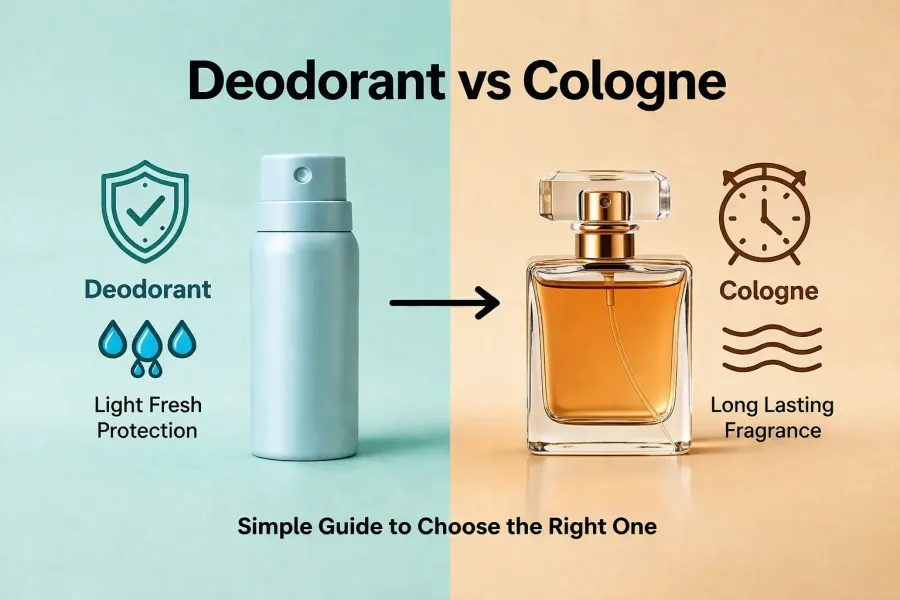 Deodorant vs Cologne
Deodorant
Light Fresh
Protection
Cologne
Long Lasting
Fragrance
Simple Guide to Choose the Right One